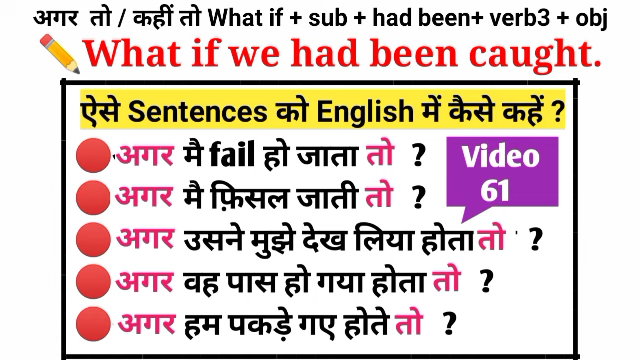 अगर तो / कहीं तो What if + sub + had been+ verb3 + obj
What if we had been caught.
ऐसे Sentences को English में कैसे कहें ?
अगर मै fail हो जाता तो ?
अगर मै फ़िसल जाती तो ?
Video
61
अगर उसने मुझे देख लिया होता तो ?
अगर वह पास हो गया होता तो ?
अगर हम पकड़े गए होते तो ?